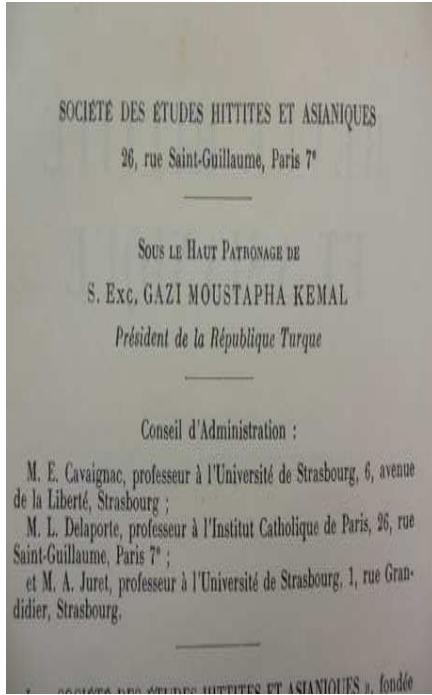 SOCIÉTÉ DES ÉTUDES HITTITES ET ASIANIQUES
26, rue Saint-Guillaume, Paris 7e
SOUS LE HAUT PATRONAGE DE
S. EXC, GAZI MOUSTAPHA KEMAL
Président de la République Turque
Conseil d'Administration :
M. E. Cavaignac, professeur à l'Université de Strasbourg, 6, avenue
de la Liberté, Strasbourg ;
M. L. Delaporte, professeur à l'Institut Catholique de Paris, 26, rue
Saint-Guillaume, Paris 7e ;
et M. A. Juret, professeur à l'Université de Strasbourg, 1, rue Gran-
didier, Strasbourg.
SOCIÉTÉ DES ÉTUDES HITTITES ET ASIANIQUES », fondée